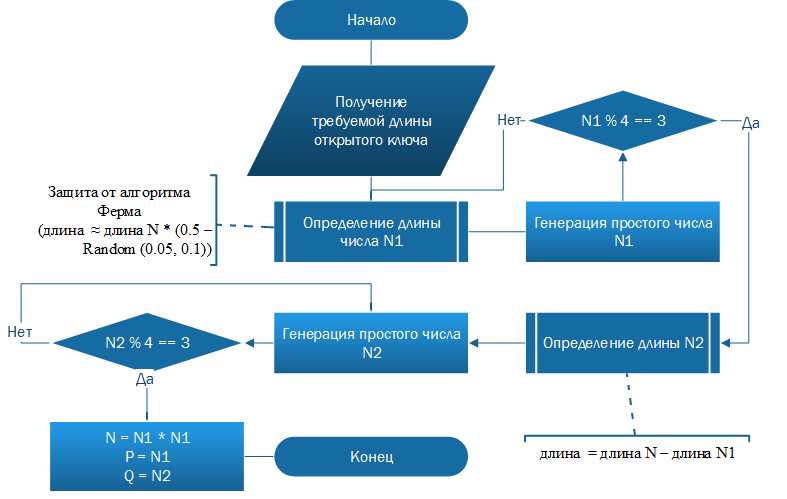 Начало
Получение
требуемой длины
открытого ключа
Нет
N1 % 4 == 3
Да
Защита от алгоритма
Ферма
(длина ≈ длина N * (0.5 –
Random (0.05, 0.1))
Определение длины
числа N1
Генерация простого числа
N1
Нет
N2 % 4 == 3
Генерация простого числа
N2
Определение длины N2
Да
N = N1 * N1
P = N1
Q = N2
Конец
длина = длина N – длина N1